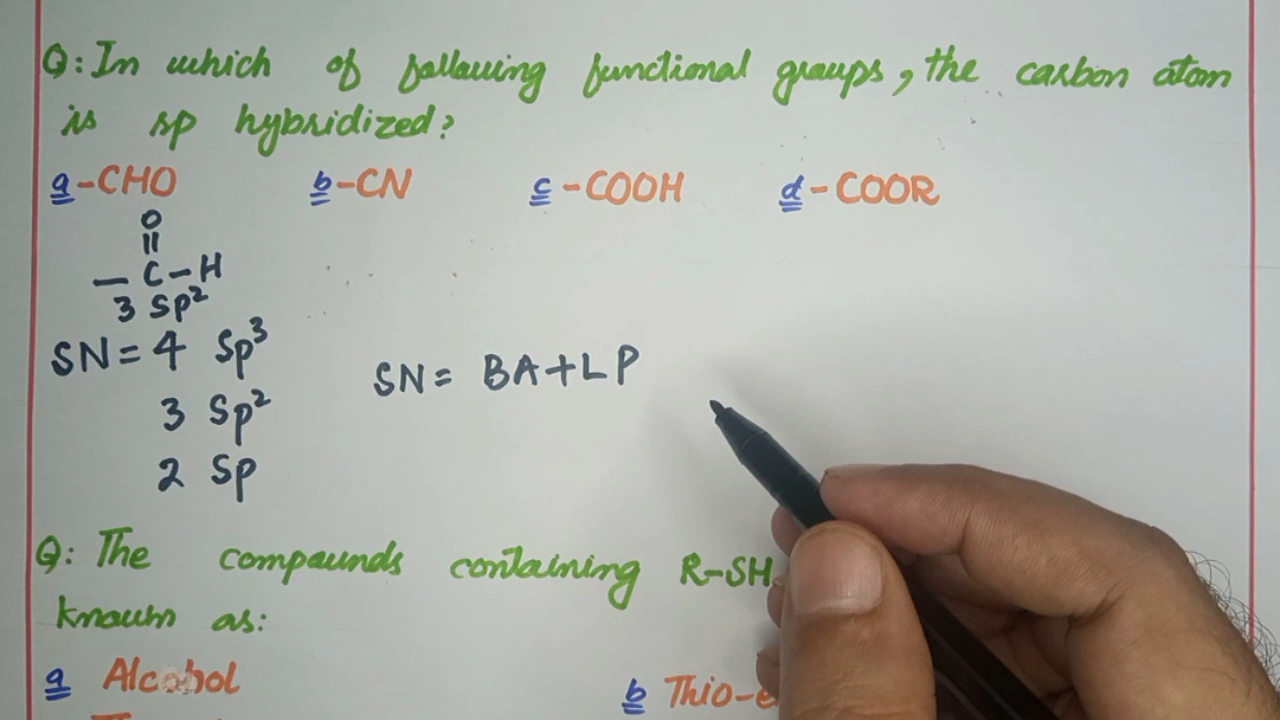 Q: In which of following functional groups, the carbon atom
is sp hybridized?
a -CHO b -CN c -COOH d -COOR
O
||
— C – H
3 Sp²
SN = 4 Sp³
3 Sp²
2 Sp
SN = BA + LP
Q: The compounds containing R-SH
known as:
a Alcohol b Thio-e